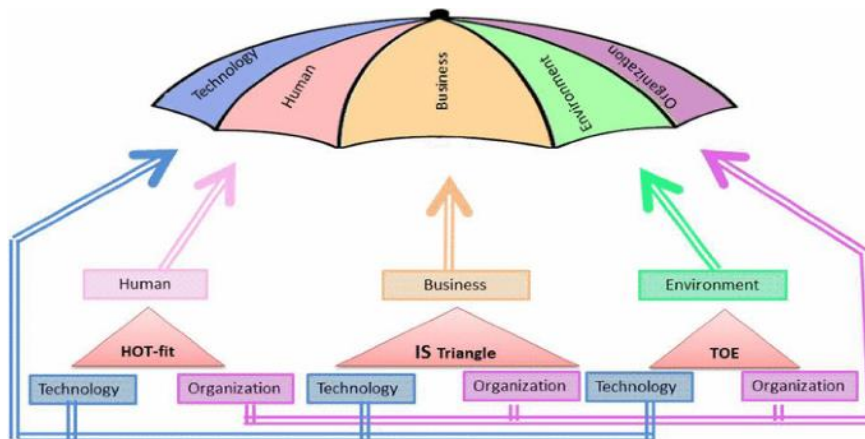 Technology
Human
Business
Environment
Organization
Human
Business
Environment
HOT-fit
IS Triangle
TOE
Technology
Organization
Technology
Organization
Technology
Organization